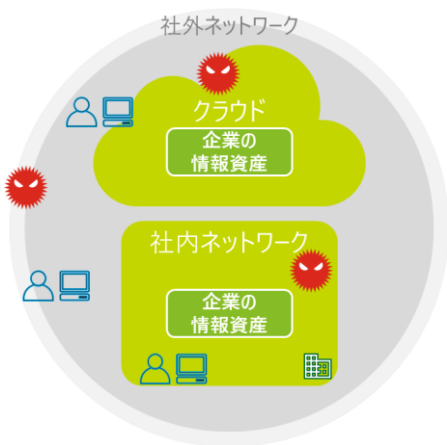 社外ネットワーク
クラウド
企業の
情報資産
社内ネットワーク
企業の
情報資産